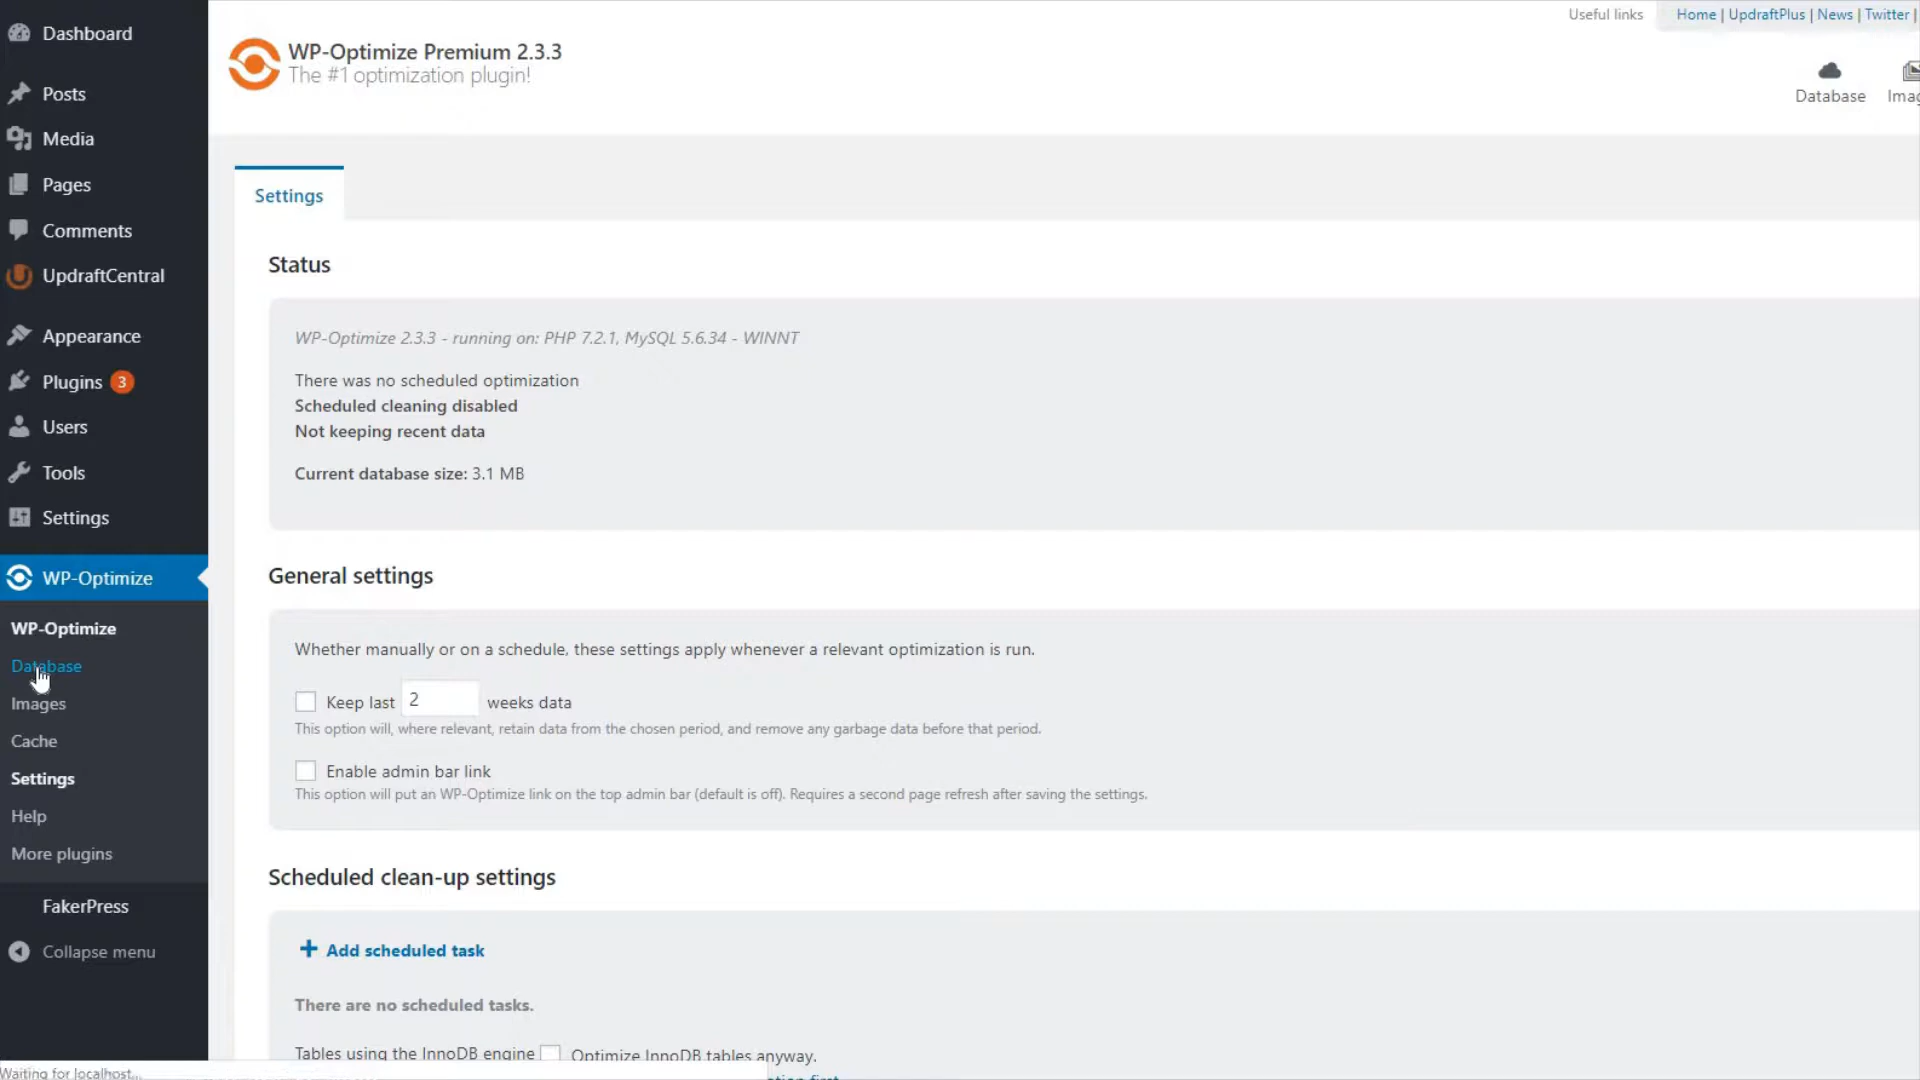 Dashboard
Posts
Media
Pages
Comments
UpdraftCentral
Appearance
Plugins 3
Users
Tools
Settings
WP-Optimize
WP-Optimize
Database
Images
Cache
Settings
Help
More plugins
FakerPress
Collapse menu
Waiting for localhost...
Useful links
Home | UpdraftPlus | News | Twitter |
WP-Optimize Premium 2.3.3
The #1 optimization plugin!
Database
Imag
Settings
Status
WP-Optimize 2.3.3 - running on: PHP 7.2.1, MySQL 5.6.34 - WINNT
There was no scheduled optimization
Scheduled cleaning disabled
Not keeping recent data
Current database size: 3.1 MB
General settings
Whether manually or on a schedule, these settings apply whenever a relevant optimization is run.
Keep last 2 weeks data
This option will, where relevant, retain data from the chosen period, and remove any garbage data before that period.
Enable admin bar link
This option will put an WP-Optimize link on the top admin bar (default is off). Requires a second page refresh after saving the settings.
Scheduled clean-up settings
Add scheduled task
There are no scheduled tasks.
Tables using the InnoDB engine Optimize InnoDB tables anyway.